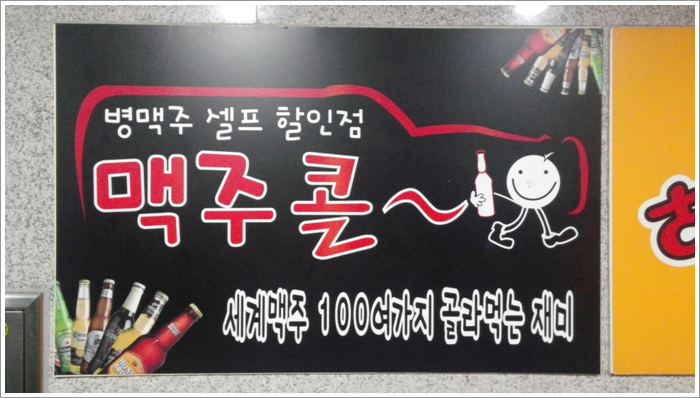 병맥주 셀프 할인점
맥주 콜~
세계맥주 100여가지 골라먹는 재미